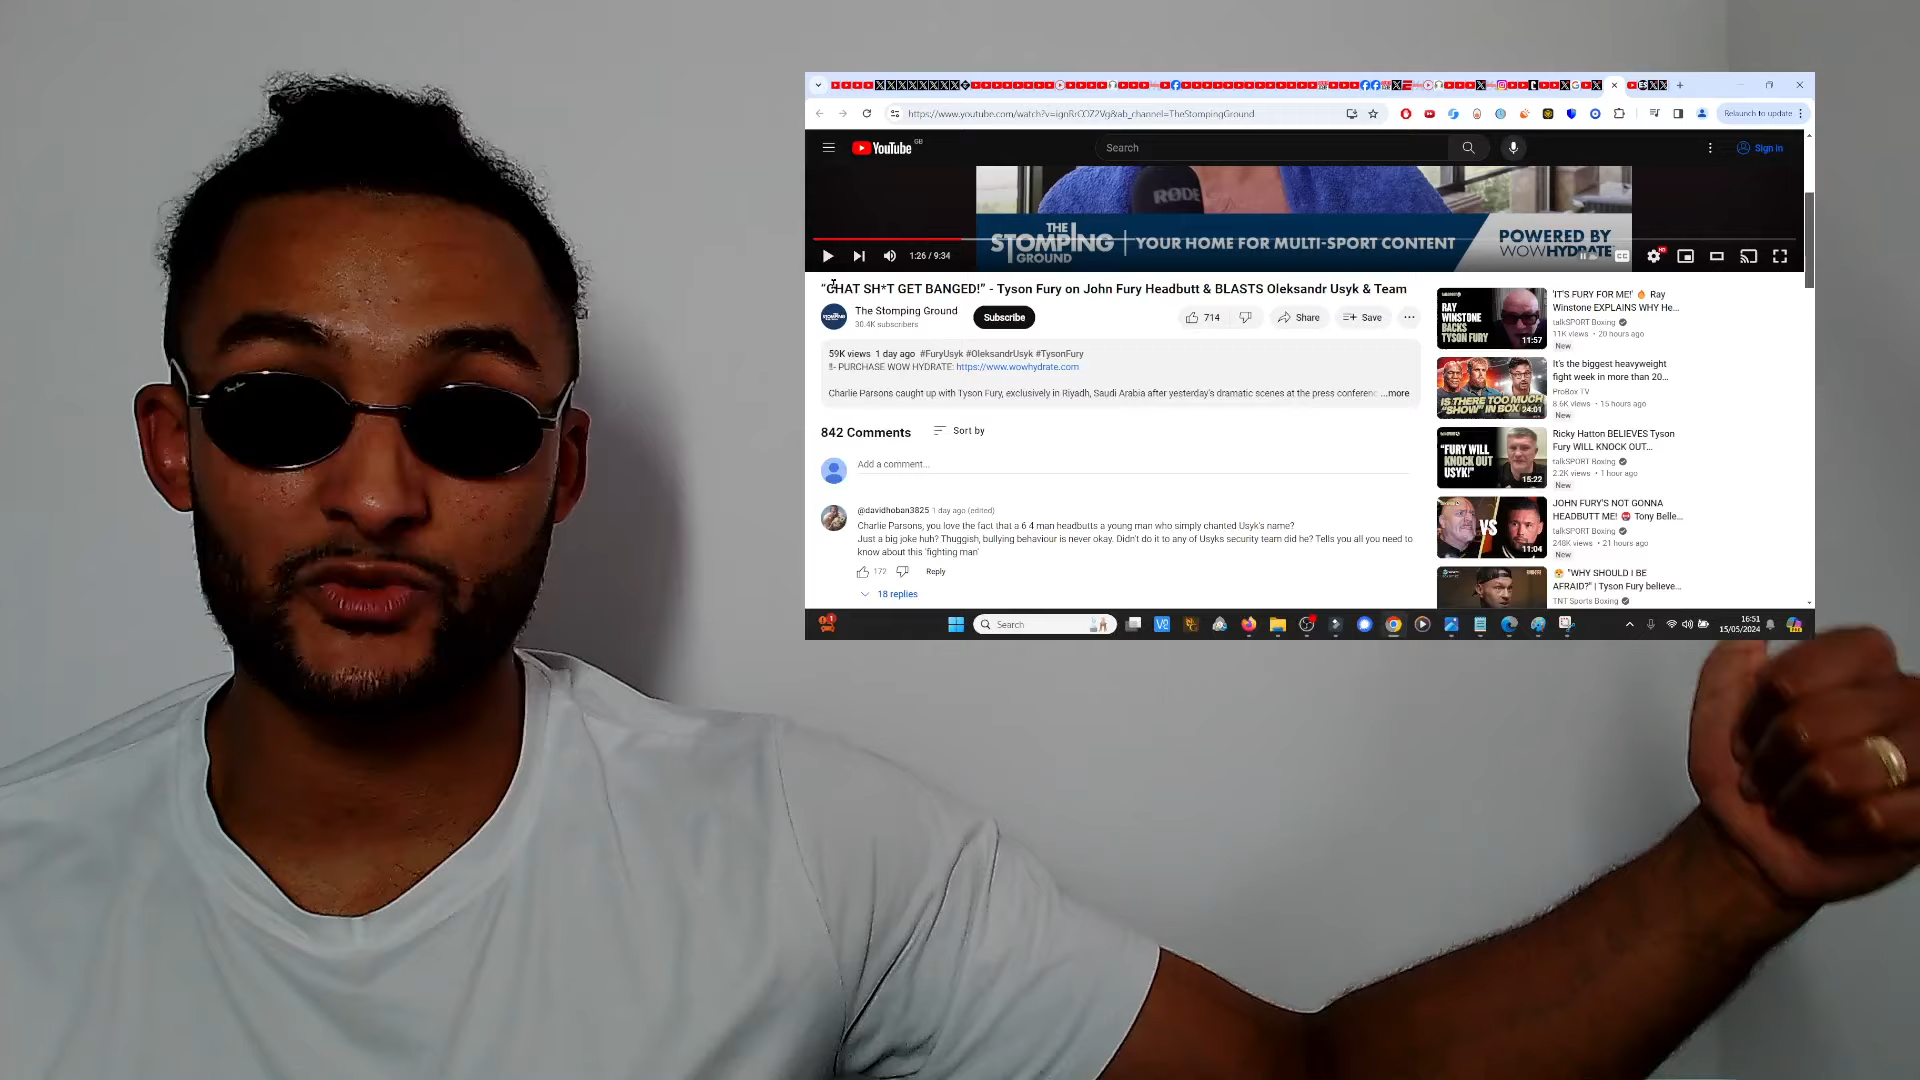 https://www.youtube.com/watch?v=ignRrCOZ2Vg&ab_channel=TheStompingGround
Relaunch to update
YouTube GB
Search
Sign in
RØDE
THE STOMPING GROUND
YOUR HOME FOR MULTI-SPORT CONTENT
POWERED BY WOWHYDRATE
1:26 / 9:34
“CHAT SH*T GET BANGED!” - Tyson Fury on John Fury Headbutt & BLASTS Oleksandr Usyk & Team
The Stomping Ground
30.4K subscribers
Subscribe
714
Share
Save
59K views 1 day ago #FuryUsyk #OleksandrUsyk #TysonFury
PURCHASE WOW HYDRATE: https://www.wowhydrate.com
Charlie Parsons caught up with Tyson Fury, exclusively in Riyadh, Saudi Arabia after yesterday's dramatic scenes at the press conferenc ...more
842 Comments
Sort by
Add a comment...
@davidhoban3825 1 day ago (edited)
Charlie Parsons, you love the fact that a 6 4 man headbutts a young man who simply chanted Usyk's name?
Just a big joke huh? Thuggish, bullying behaviour is never okay. Didn't do it to any of Usyks security team did he? Tells you all you need to
know about this 'fighting man'
172
Reply
18 replies
RAY
WINSTONE
BACKS
TYSON FURY
11:57
'IT'S FURY FOR ME!' 🔥 Ray
Winstone EXPLAINS WHY He...
talkSPORT Boxing
11K views • 20 hours ago
New
IS THERE TOO MUCH
"SHOW" IN BOX
24:01
It's the biggest heavyweight
fight week in more than 20...
ProBox TV
8.6K views • 15 hours ago
New
"FURY WILL
KNOCK OUT
USYK!"
15:22
Ricky Hatton BELIEVES Tyson
Fury WILL KNOCK OUT...
talkSPORT Boxing
2.2K views • 1 hour ago
New
VS
11:04
JOHN FURY'S NOT GONNA
HEADBUTT ME! 😡 Tony Belle...
talkSPORT Boxing
248K views • 21 hours ago
New
😤 "WHY SHOULD I BE
AFRAID?" | Tyson Fury believe...
TNT Sports Boxing
Search
16:51
15/05/2024